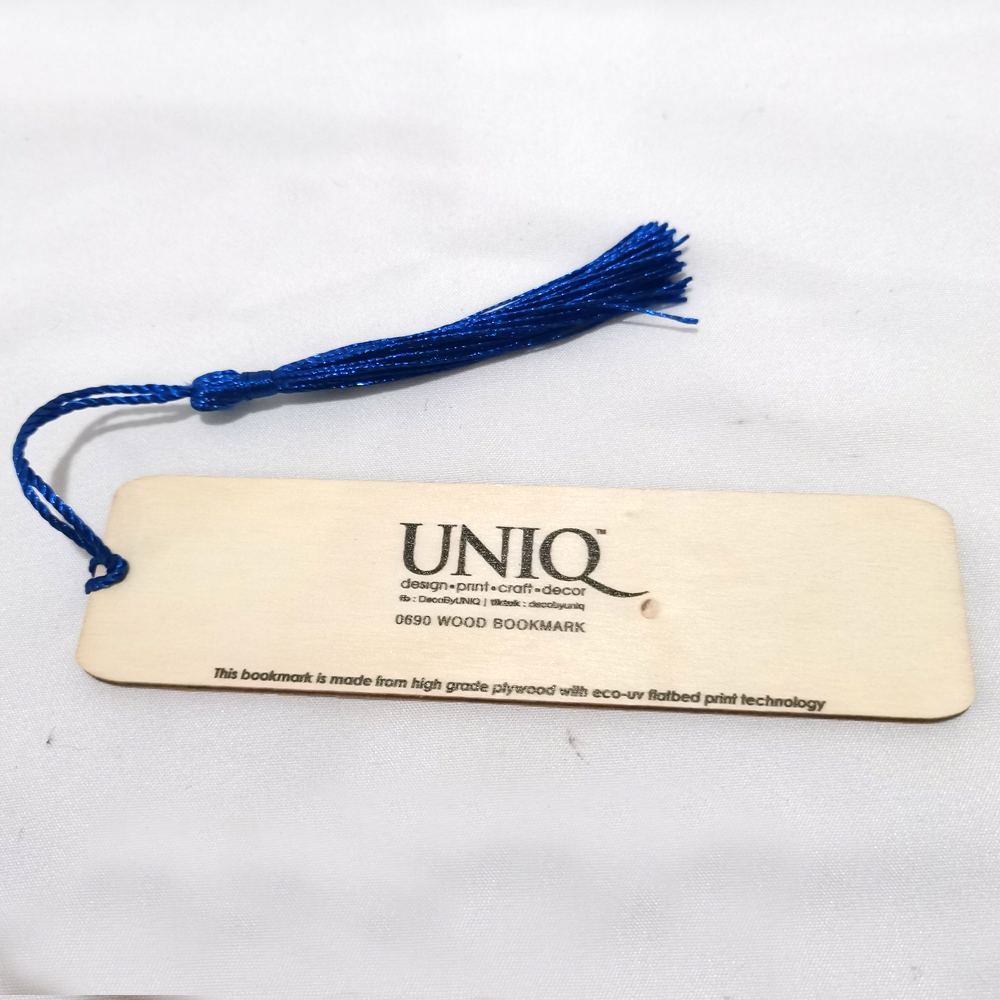 UNIQ™
design•print•craft•decor
fb : DecoByUNIQ | tiktok : decobyuniq
0690 WOOD BOOKMARK
This bookmark is made from high grade plywood with eco-uv flatbed print technology